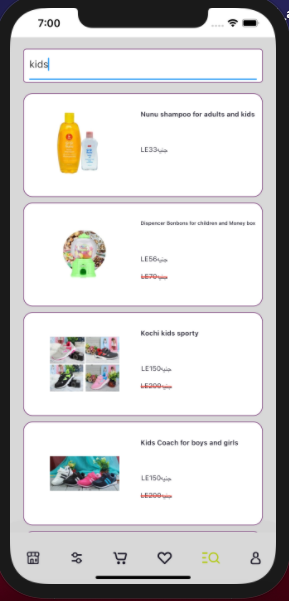 7:00
kids
Nunu shampoo for adults and kids
LE33جنيه
Dispencer Bonbons for children and Money box
LE56جنيه
LE70جنيه
Kochi kids sporty
LE150جنيه
LE200جنيه
Kids Coach for boys and girls
LE150جنيه
LE200جنيه